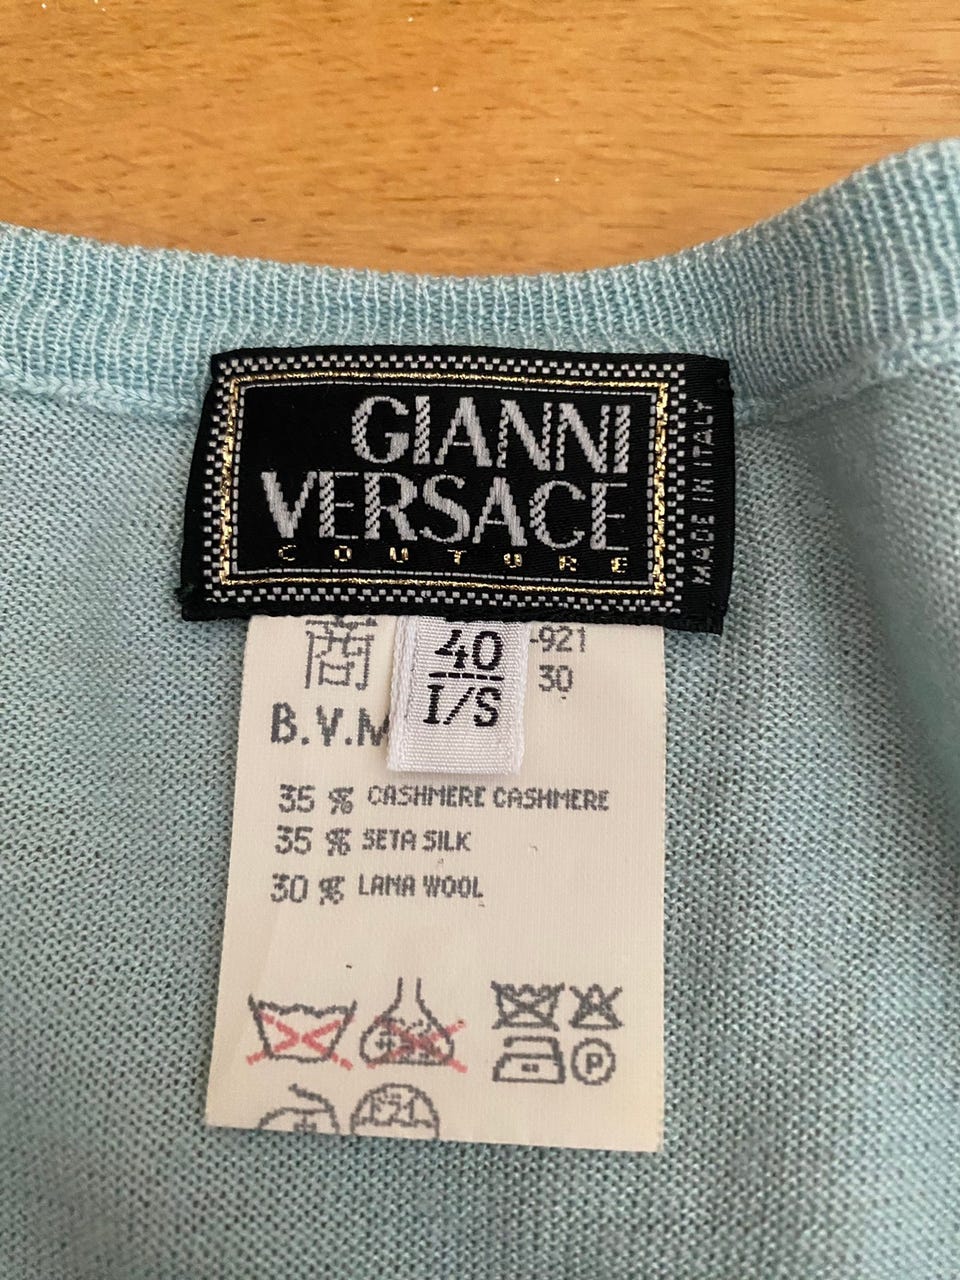 GIANNI
VERSACE
COUTURE
MADE IN ITALY
40
I/S
商
-921
30
B.V.M
35 % CASHMERE CASHMERE
35 % SETA SILK
30 % LANA WOOL
P